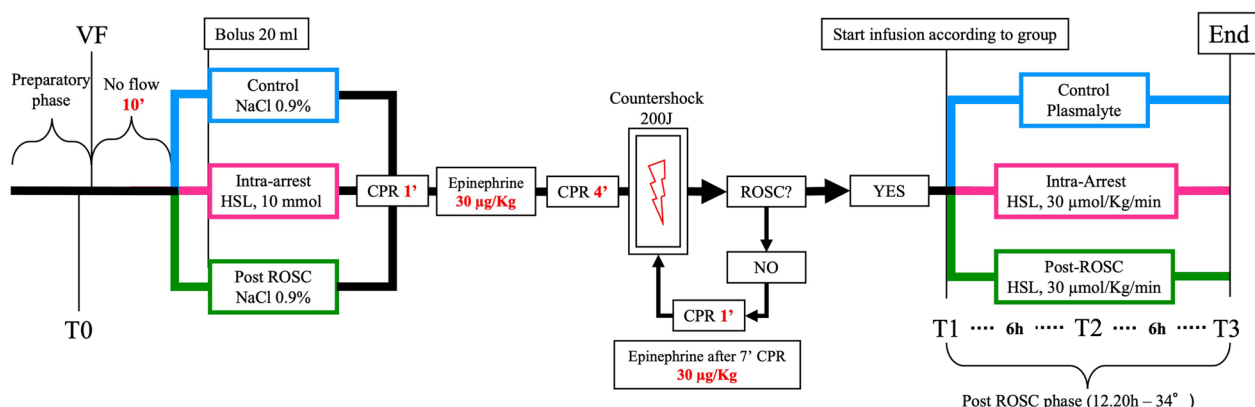 VF
Preparatory
phase
No flow
10’
T0
Bolus 20 ml
Control
NaCl 0.9%
Intra-arrest
HSL, 10 mmol
Post ROSC
NaCl 0.9%
CPR 1’
Epinephrine
30 µg/Kg
CPR 4’
Countershock
200J
ROSC?
NO
CPR 1’
Epinephrine after 7’ CPR
30 µg/Kg
YES
Start infusion according to group
End
Control
Plasmalyte
Intra-Arrest
HSL, 30 µmol/Kg/min
Post-ROSC
HSL, 30 µmol/Kg/min
T1 ····· 6h ····· T2 ····· 6h ····· T3
Post ROSC phase (12.20h – 34°)